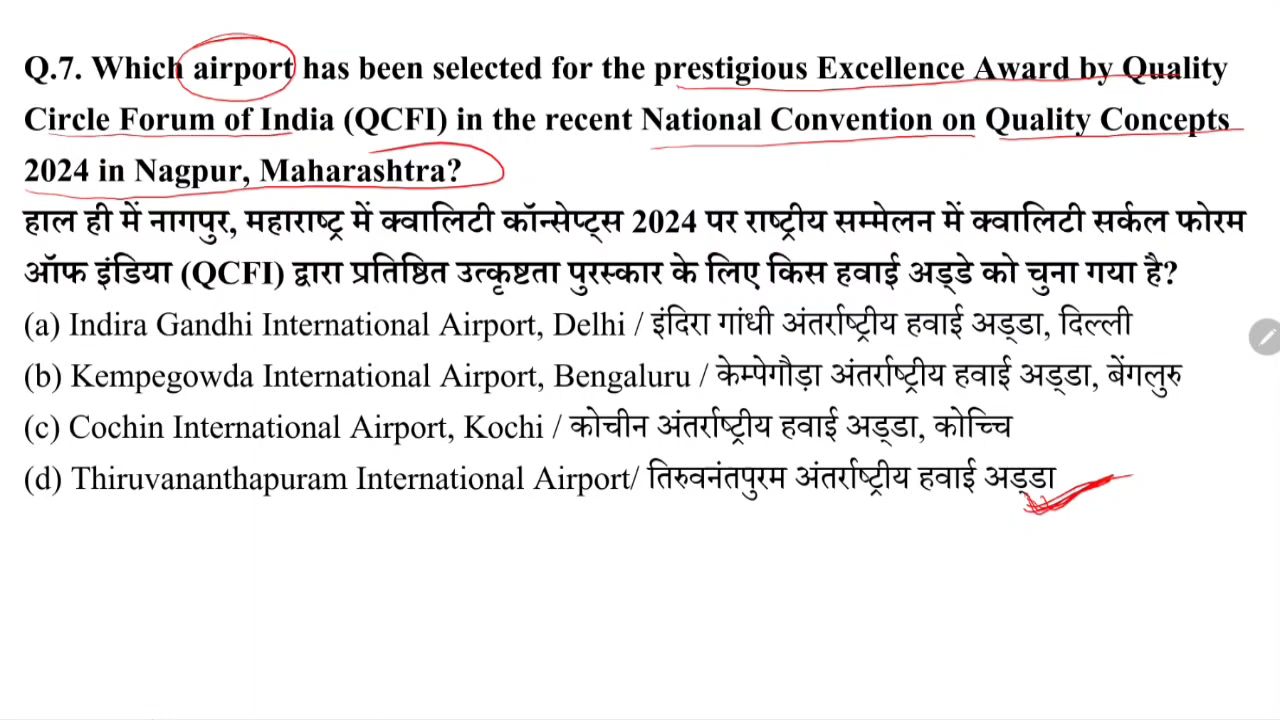 Q.7. Which airport has been selected for the prestigious Excellence Award by Quality
Circle Forum of India (QCFI) in the recent National Convention on Quality Concepts
2024 in Nagpur, Maharashtra?
हाल ही में नागपुर, महाराष्ट्र में क्वालिटी कॉन्सेप्ट्स 2024 पर राष्ट्रीय सम्मेलन में क्वालिटी सर्कल फोरम
ऑफ इंडिया (QCFI) द्वारा प्रतिष्ठित उत्कृष्टता पुरस्कार के लिए किस हवाई अड्डे को चुना गया है?
(a) Indira Gandhi International Airport, Delhi / इंदिरा गांधी अंतर्राष्ट्रीय हवाई अड्डा, दिल्ली
(b) Kempegowda International Airport, Bengaluru / केम्पेगौड़ा अंतर्राष्ट्रीय हवाई अड्डा, बेंगलुरु
(c) Cochin International Airport, Kochi / कोचीन अंतर्राष्ट्रीय हवाई अड्डा, कोच्चि
(d) Thiruvananthapuram International Airport/ तिरुवनंतपुरम अंतर्राष्ट्रीय हवाई अड्डा